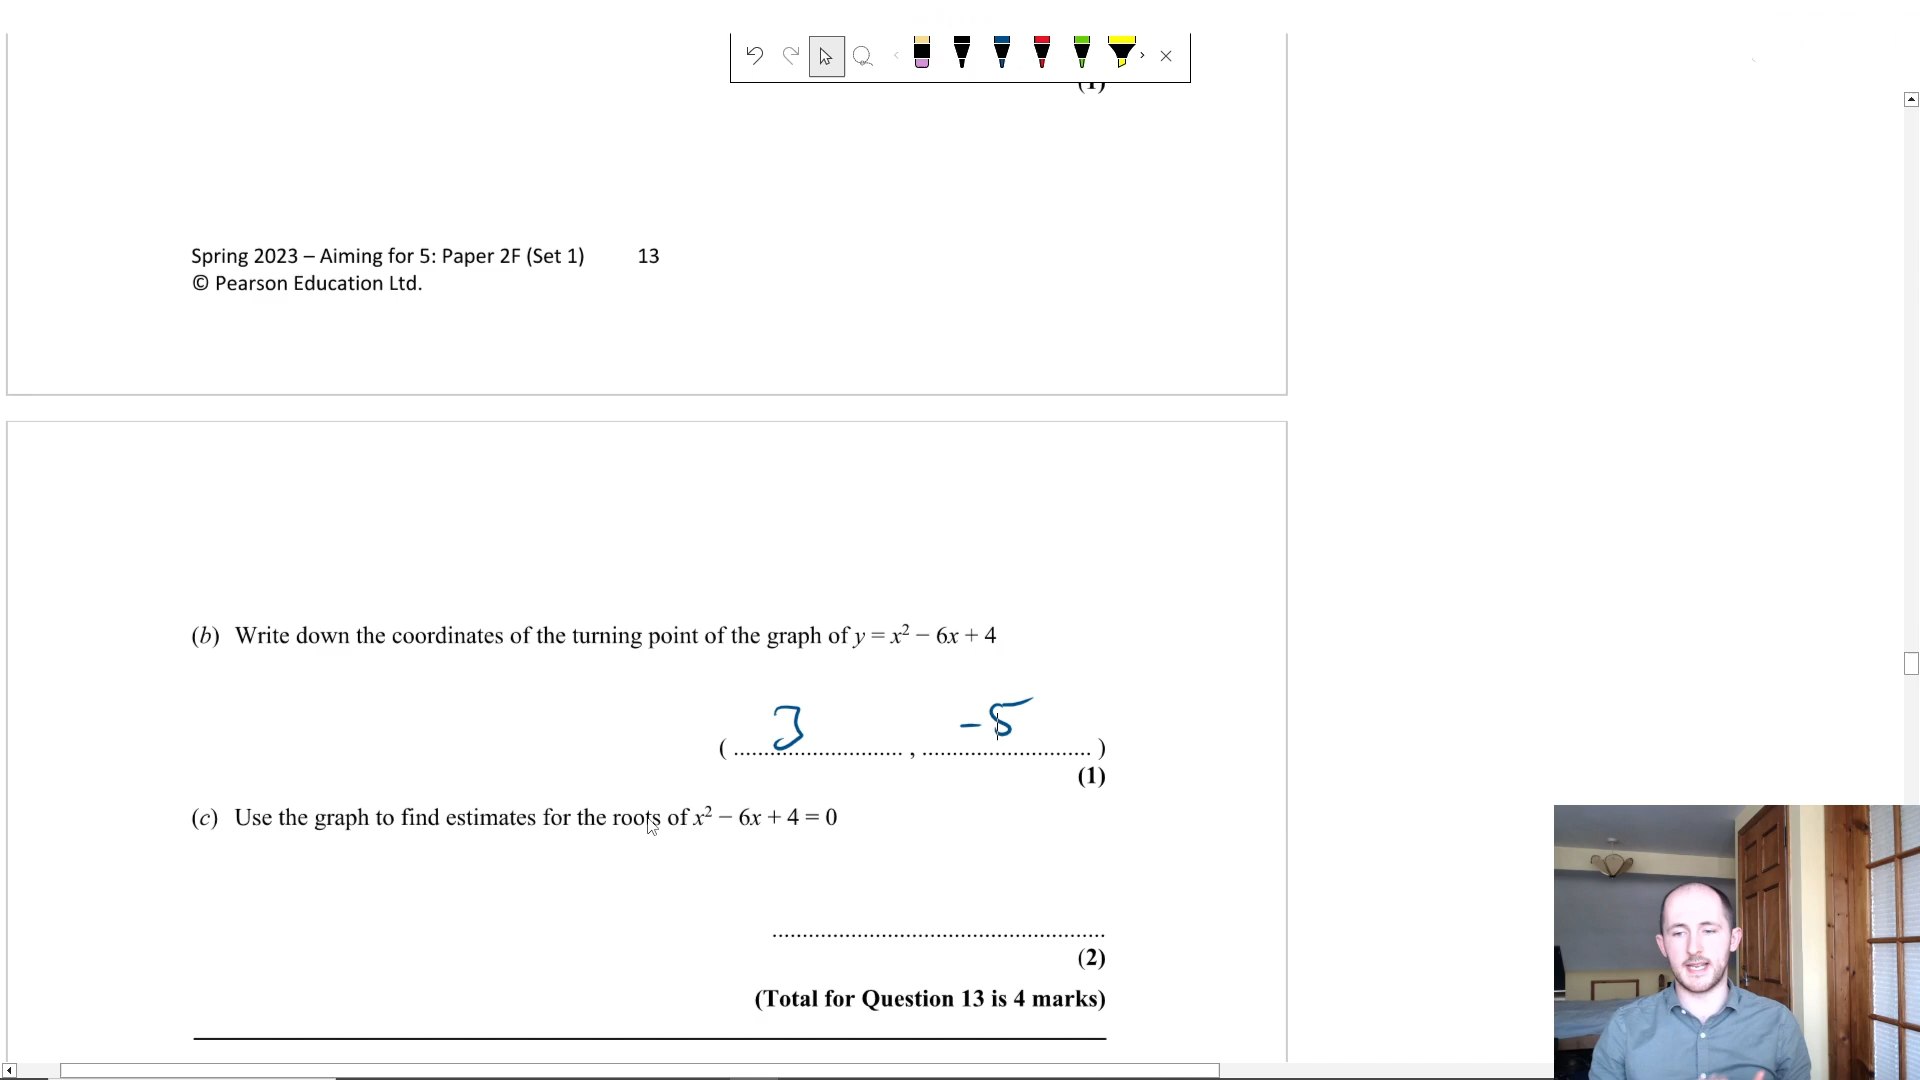 (1)
Spring 2023 – Aiming for 5: Paper 2F (Set 1) 13
© Pearson Education Ltd.
(b) Write down the coordinates of the turning point of the graph of y = x² − 6x + 4
( 3 , -5 )
(1)
(c) Use the graph to find estimates for the roots of x² − 6x + 4 = 0
(2)
(Total for Question 13 is 4 marks)